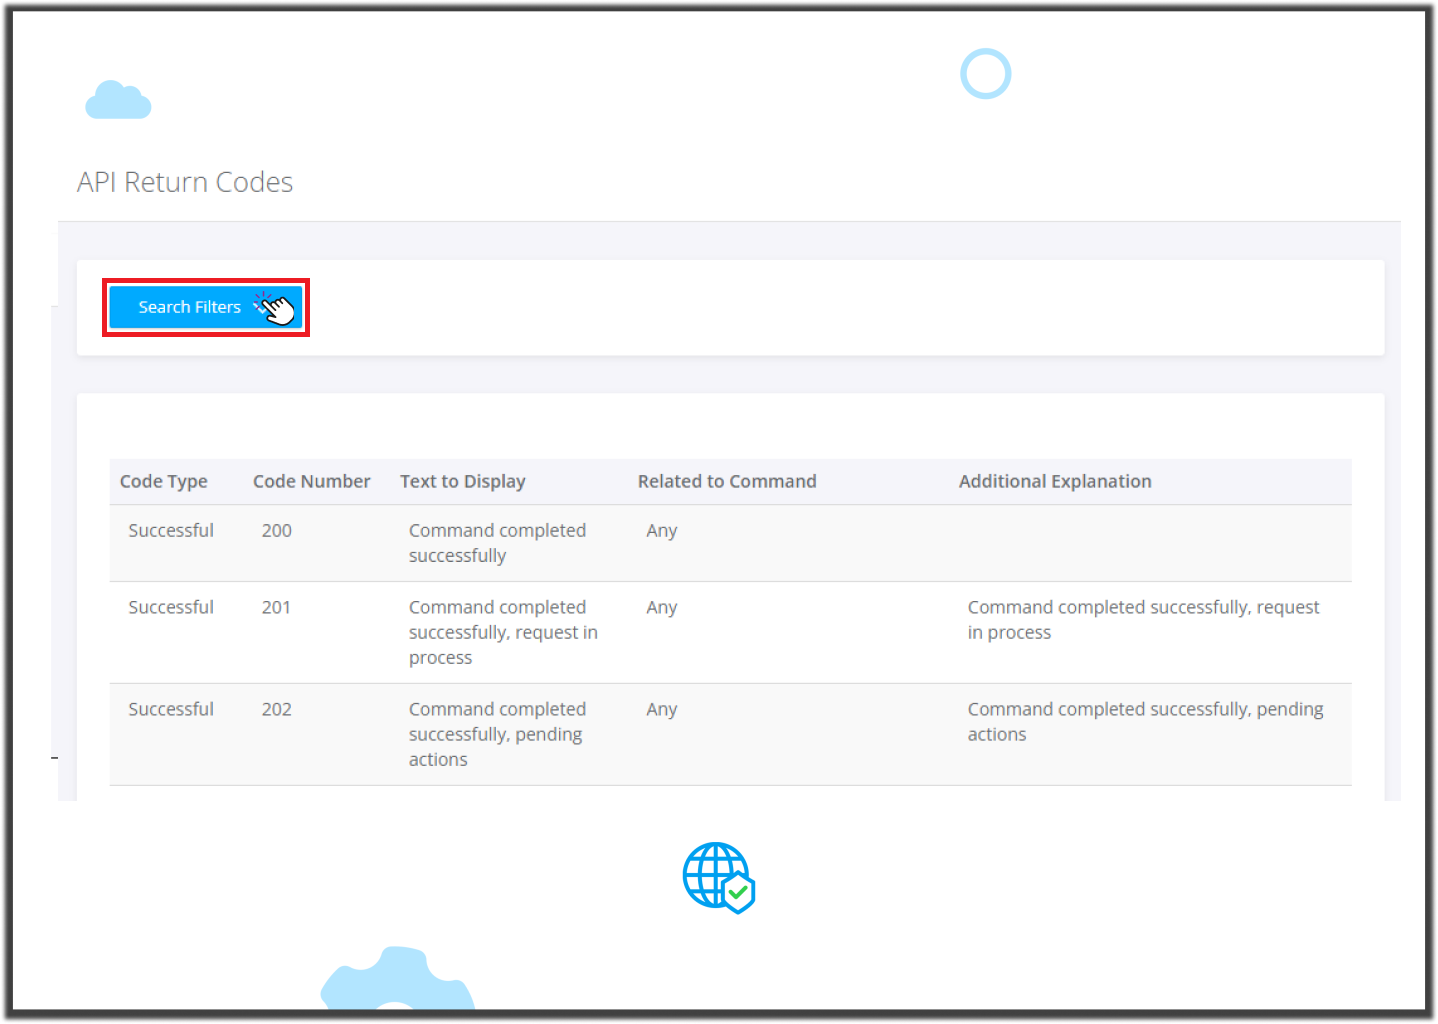 API Return Codes
Search Filters
Code Type Code Number Text to Display Related to Command Additional Explanation
Successful 200 Command completed Any
successfully
Successful 201 Command completed Any Command completed successfully, request
successfully, request in in process
process
Successful 202 Command completed Any Command completed successfully, pending
successfully, pending actions
actions